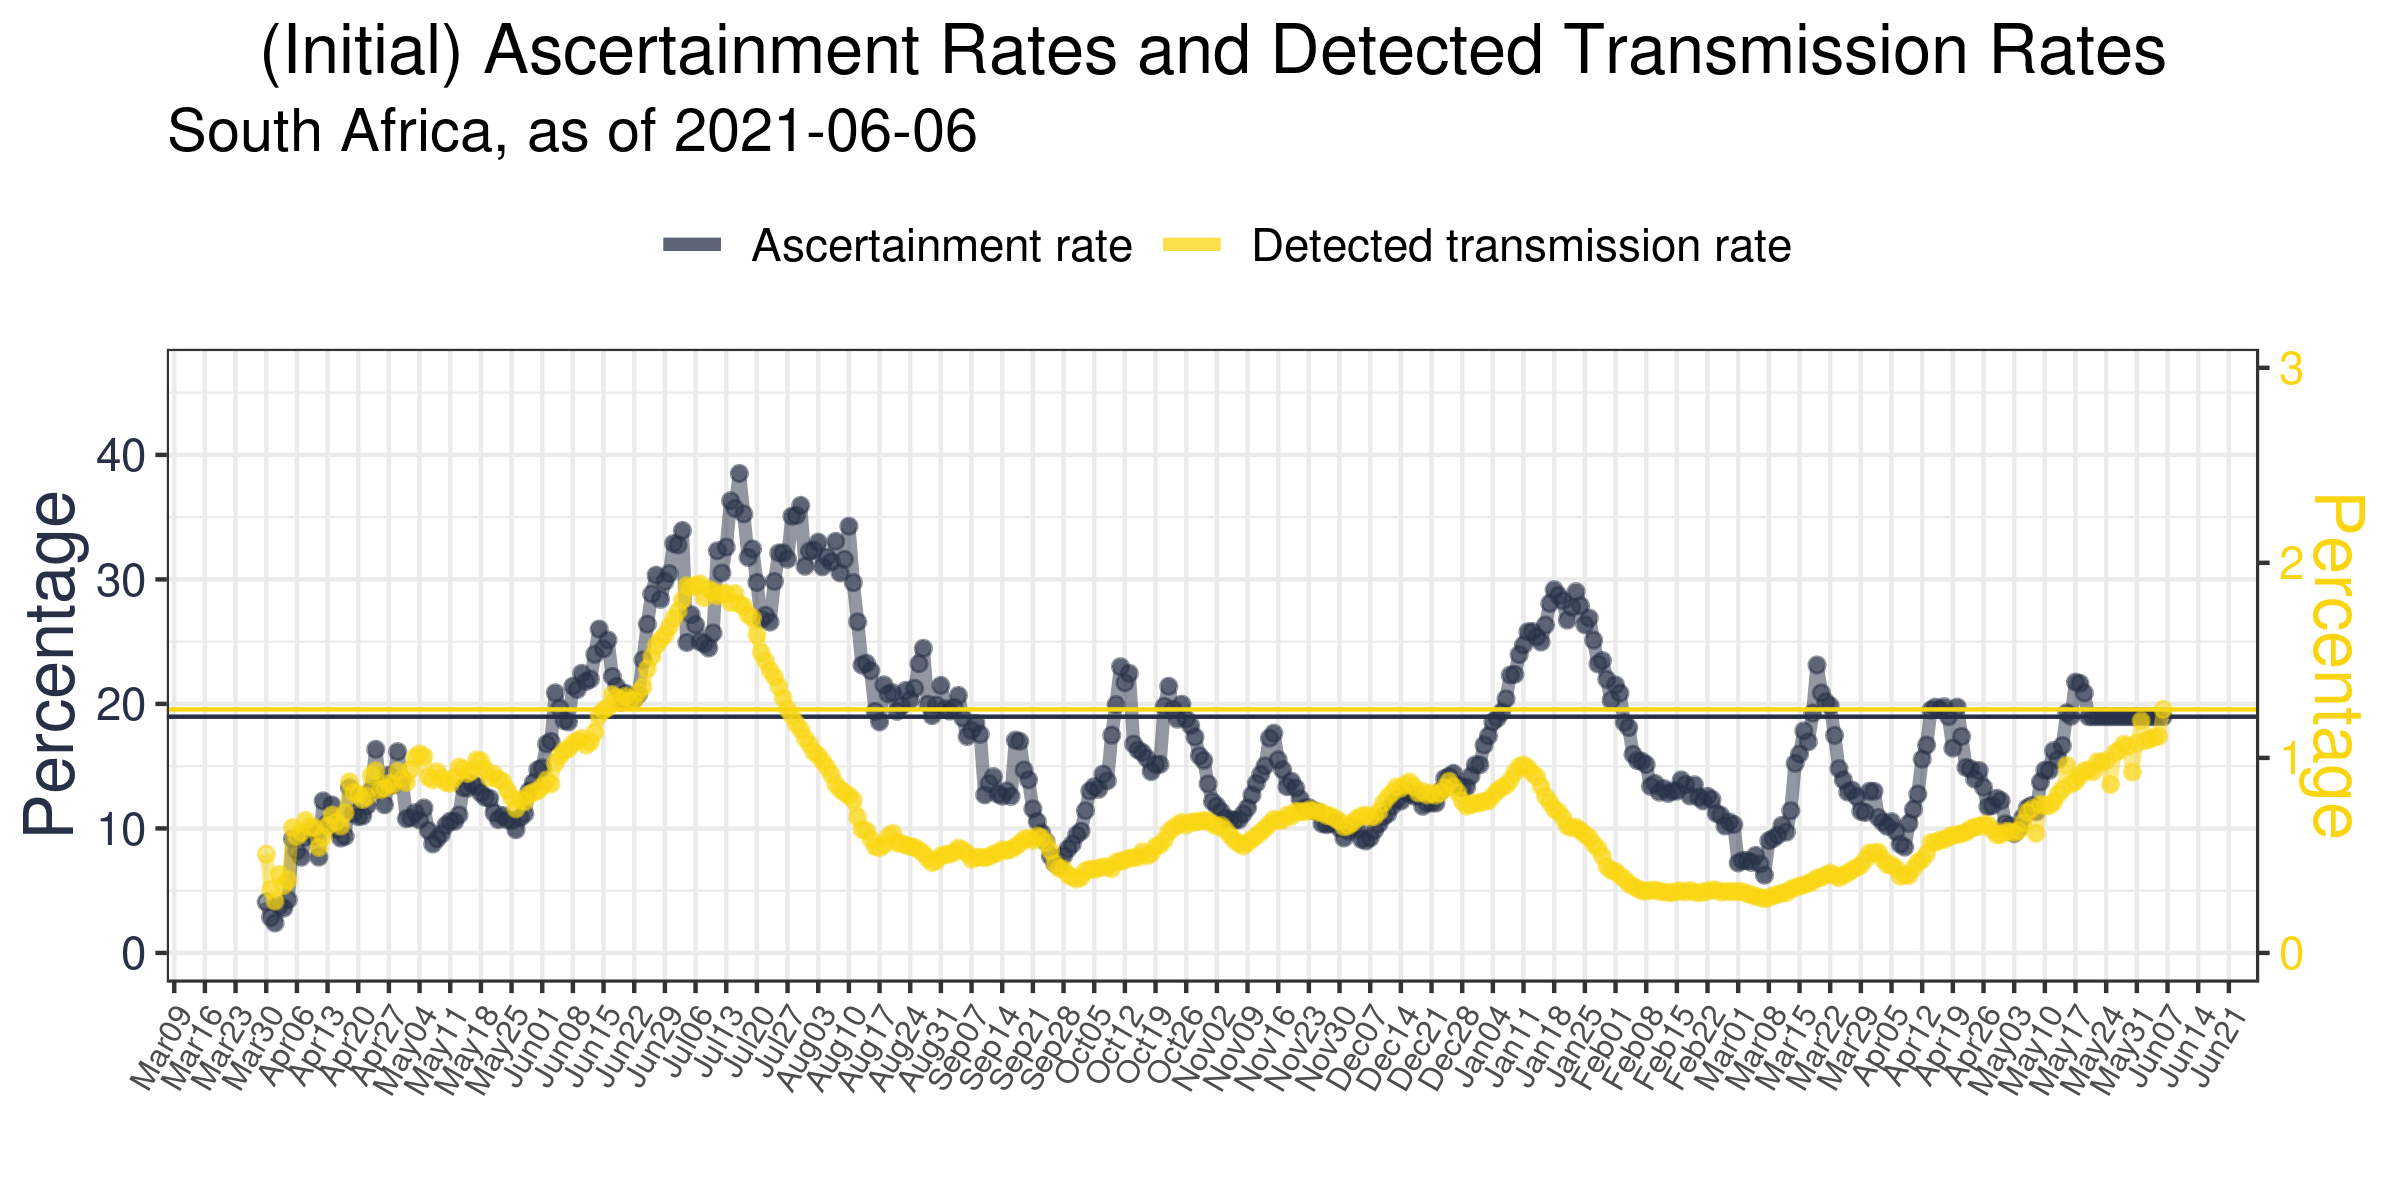 (Initial) Ascertainment Rates and Detected Transmission Rates
South Africa, as of 2021-06-06
Ascertainment rate
Detected transmission rate
Percentage
40
30
20
10
0
3
2
1
0
Percentage
Mar09
Mar16
Mar23
Mar30
Apr06
Apr13
Apr20
Apr27
May04
May11
May18
May25
Jun01
Jun08
Jun15
Jun22
Jun29
Jul06
Jul13
Jul20
Jul27
Aug03
Aug10
Aug17
Aug24
Aug31
Sep07
Sep14
Sep21
Sep28
Oct05
Oct12
Oct19
Oct26
Nov02
Nov09
Nov16
Nov23
Nov30
Dec07
Dec14
Dec21
Dec28
Jan04
Jan11
Jan18
Jan25
Feb01
Feb08
Feb15
Feb22
Mar01
Mar08
Mar15
Mar22
Mar29
Apr05
Apr12
Apr19
Apr26
May03
May10
May17
May24
May31
Jun07
Jun14
Jun21